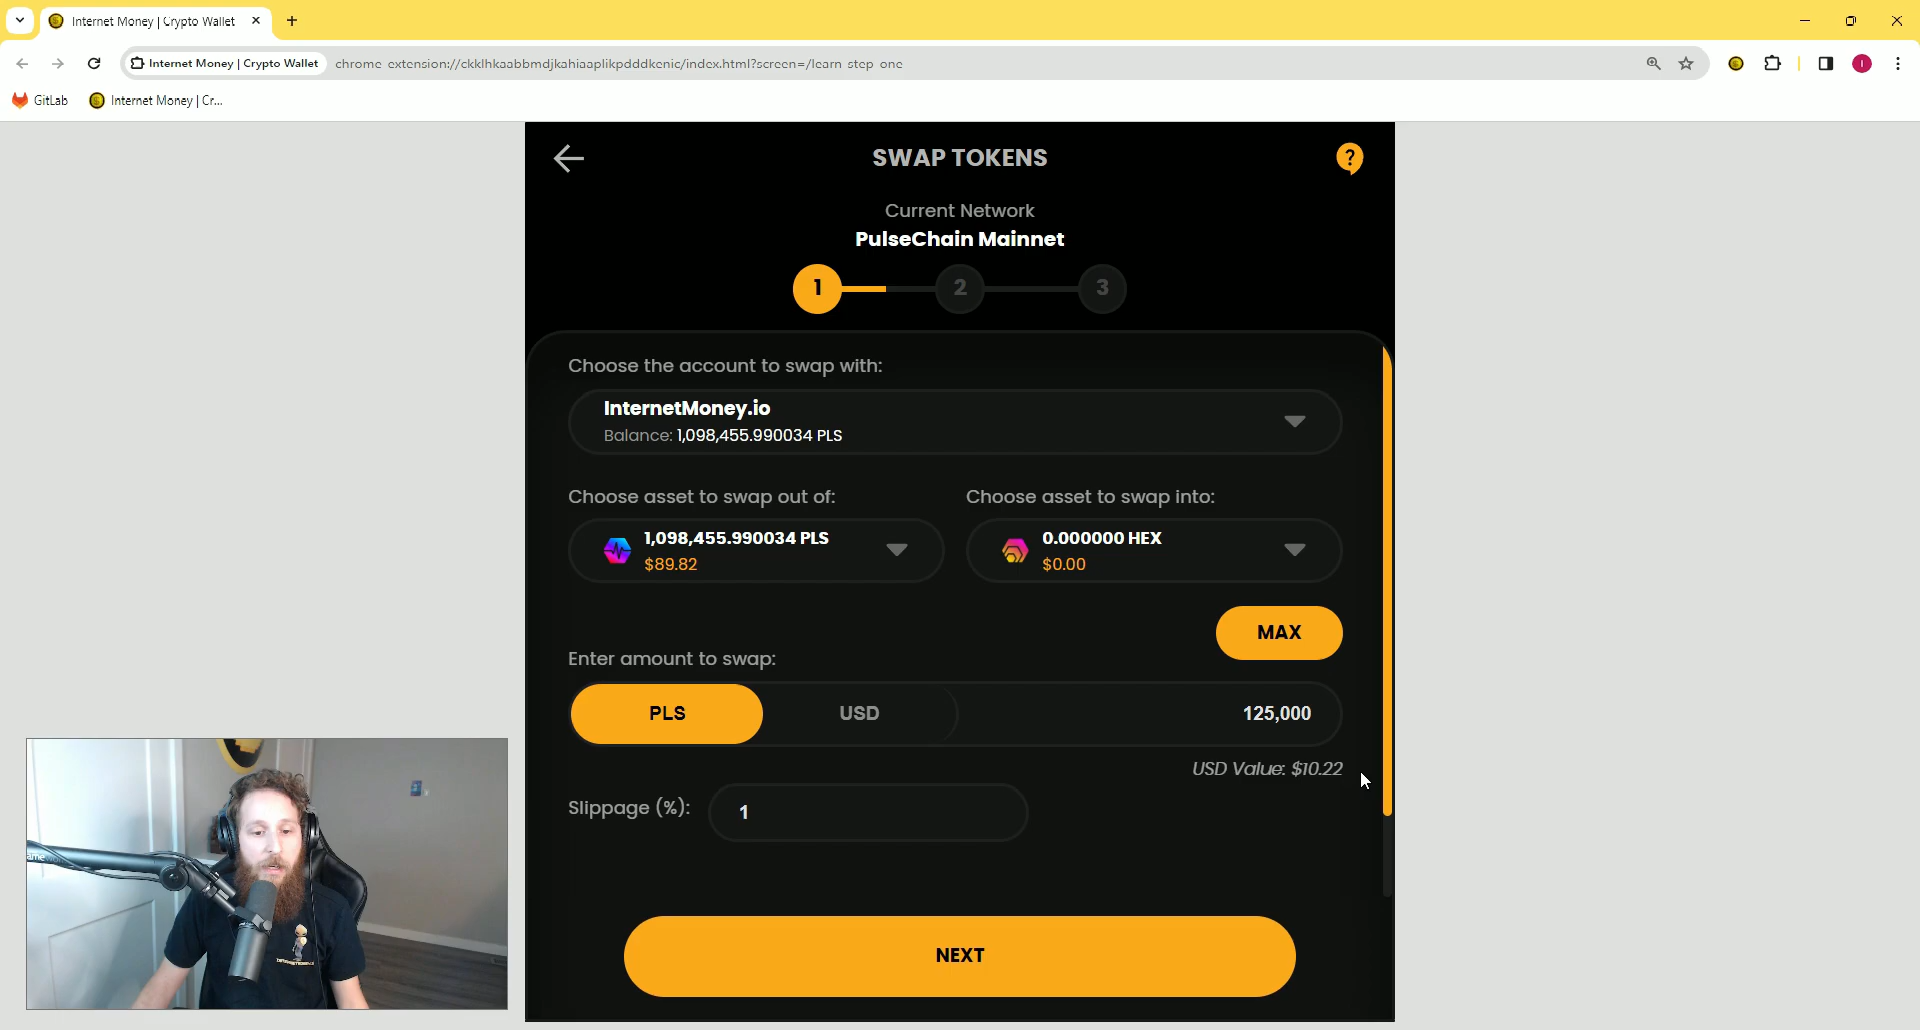 Internet Money | Crypto Wallet
Internet Money | Crypto Wallet
chrome-extension://ckklhkaabbmdjkahiaaplikpdddkenic/index.html?screen=/learn-step-one
I
GitLab
Internet Money | Cr...
SWAP TOKENS
?
Current Network
PulseChain Mainnet
1
2
3
Choose the account to swap with:
InternetMoney.io
Balance: 1,098,455.990034 PLS
Choose asset to swap out of:
Choose asset to swap into:
1,098,455.990034 PLS
$89.82
0.000000 HEX
$0.00
MAX
Enter amount to swap:
PLS
USD
125,000
USD Value: $10.22
Slippage (%):
1
NEXT